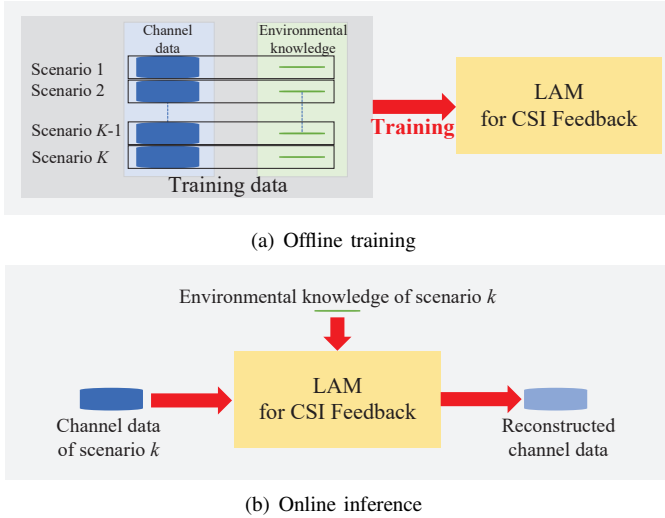 Channel
data
Environmental
knowledge
Scenario 1
Scenario 2
Scenario K-1
Scenario K
Training data
Training
LAM
for CSI Feedback
(a) Offline training
Environmental knowledge of scenario k
LAM
for CSI Feedback
Channel data
of scenario k
Reconstructed
channel data
(b) Online inference